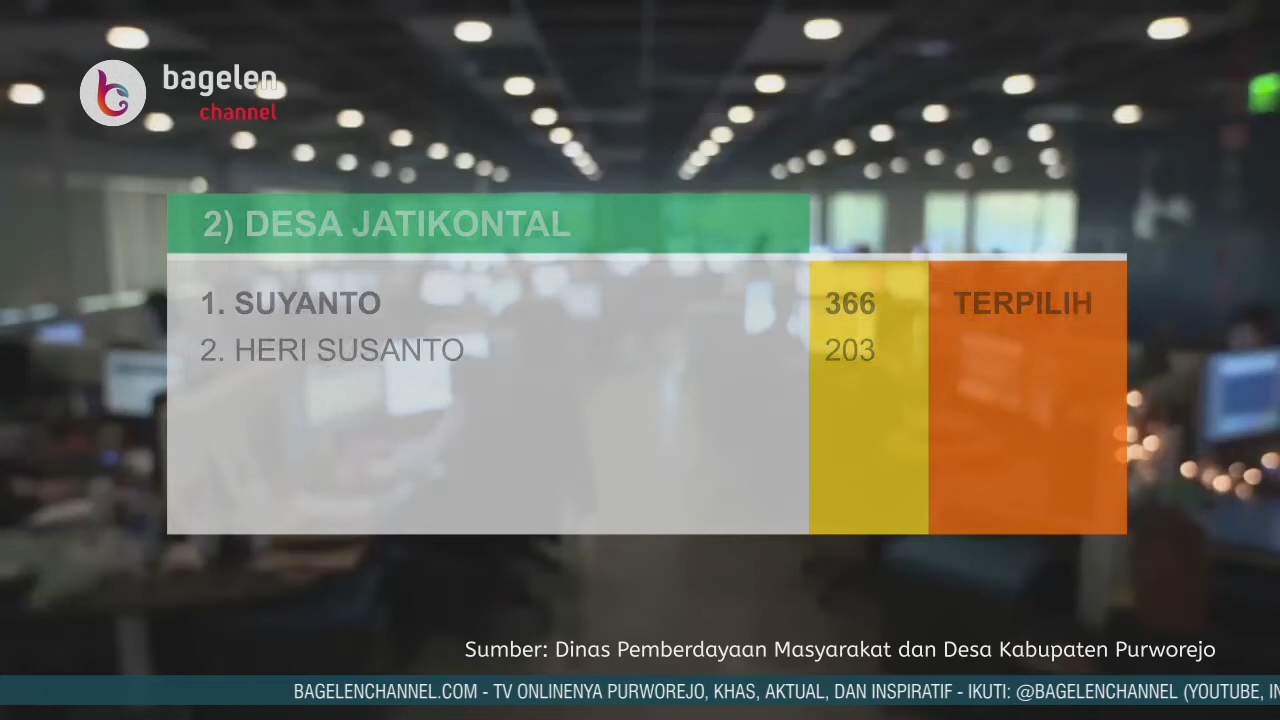 bagelen
channel
2) DESA JATIKONTAL
1. SUYANTO 366 TERPILIH
2. HERI SUSANTO 203
Sumber: Dinas Pemberdayaan Masyarakat dan Desa Kabupaten Purworejo
BAGELENCHANNEL.COM - TV ONLINENYA PURWOREJO, KHAS, AKTUAL, DAN INSPIRATIF - IKUTI: @BAGELENCHANNEL (YOUTUBE,